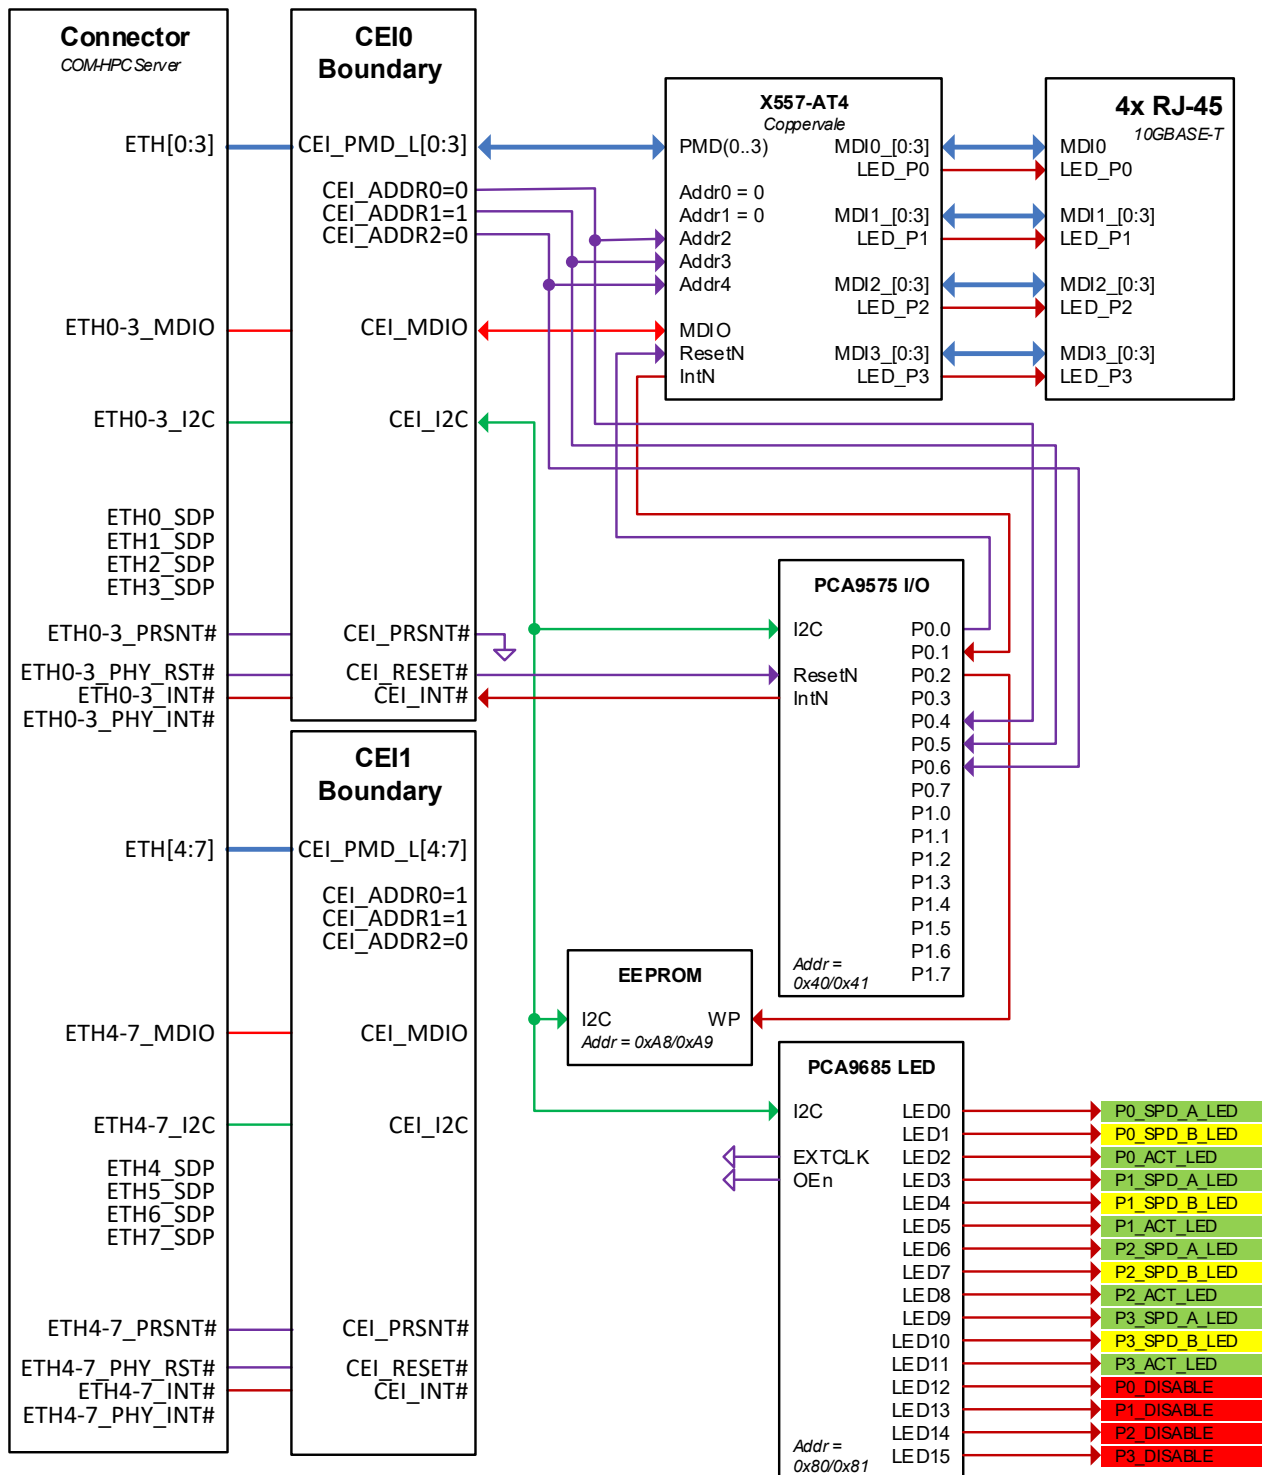 Connector
COM-HPC Server
ETH[0:3]
ETH0-3_MDIO
ETH0-3_I2C
ETH0_SDP
ETH1_SDP
ETH2_SDP
ETH3_SDP
ETH0-3_PRSNT#
ETH0-3_PHY_RST#
ETH0-3_INT#
ETH0-3_PHY_INT#
ETH[4:7]
ETH4-7_MDIO
ETH4-7_I2C
ETH4_SDP
ETH5_SDP
ETH6_SDP
ETH7_SDP
ETH4-7_PRSNT#
ETH4-7_PHY_RST#
ETH4-7_INT#
ETH4-7_PHY_INT#
CEI0
Boundary
CEI_PMD_L[0:3]
CEI_ADDR0=0
CEI_ADDR1=1
CEI_ADDR2=0
CEI_MDIO
CEI_I2C
CEI_PRSNT#
CEI_RESET#
CEI_INT#
CEI1
Boundary
CEI_PMD_L[4:7]
CEI_ADDR0=1
CEI_ADDR1=1
CEI_ADDR2=0
CEI_MDIO
CEI_I2C
CEI_PRSNT#
CEI_RESET#
CEI_INT#
X557-AT4
Coppervale
PMD(0..3)
Addr0 = 0
Addr1 = 0
Addr2
Addr3
Addr4
MDIO
ResetN
IntN
MDI0_[0:3]
LED_P0
MDI1_[0:3]
LED_P1
MDI2_[0:3]
LED_P2
MDI3_[0:3]
LED_P3
4x RJ-45
10GBASE-T
MDI0
LED_P0
MDI1_[0:3]
LED_P1
MDI2_[0:3]
LED_P2
MDI3_[0:3]
LED_P3
PCA9575 I/O
I2C
ResetN
IntN
P0.0
P0.1
P0.2
P0.3
P0.4
P0.5
P0.6
P0.7
P1.0
P1.1
P1.2
P1.3
P1.4
P1.5
P1.6
P1.7
Addr =
0x40/0x41
EEPROM
I2C WP
Addr = 0xA8/0xA9
PCA9685 LED
I2C
EXTCLK
OEn
LED0
LED1
LED2
LED3
LED4
LED5
LED6
LED7
LED8
LED9
LED10
LED11
LED12
LED13
LED14
LED15
Addr =
0x80/0x81
P0_SPD_A_LED
P0_SPD_B_LED
P0_ACT_LED
P1_SPD_A_LED
P1_SPD_B_LED
P1_ACT_LED
P2_SPD_A_LED
P2_SPD_B_LED
P2_ACT_LED
P3_SPD_A_LED
P3_SPD_B_LED
P3_ACT_LED
P0_DISABLE
P1_DISABLE
P2_DISABLE
P3_DISABLE